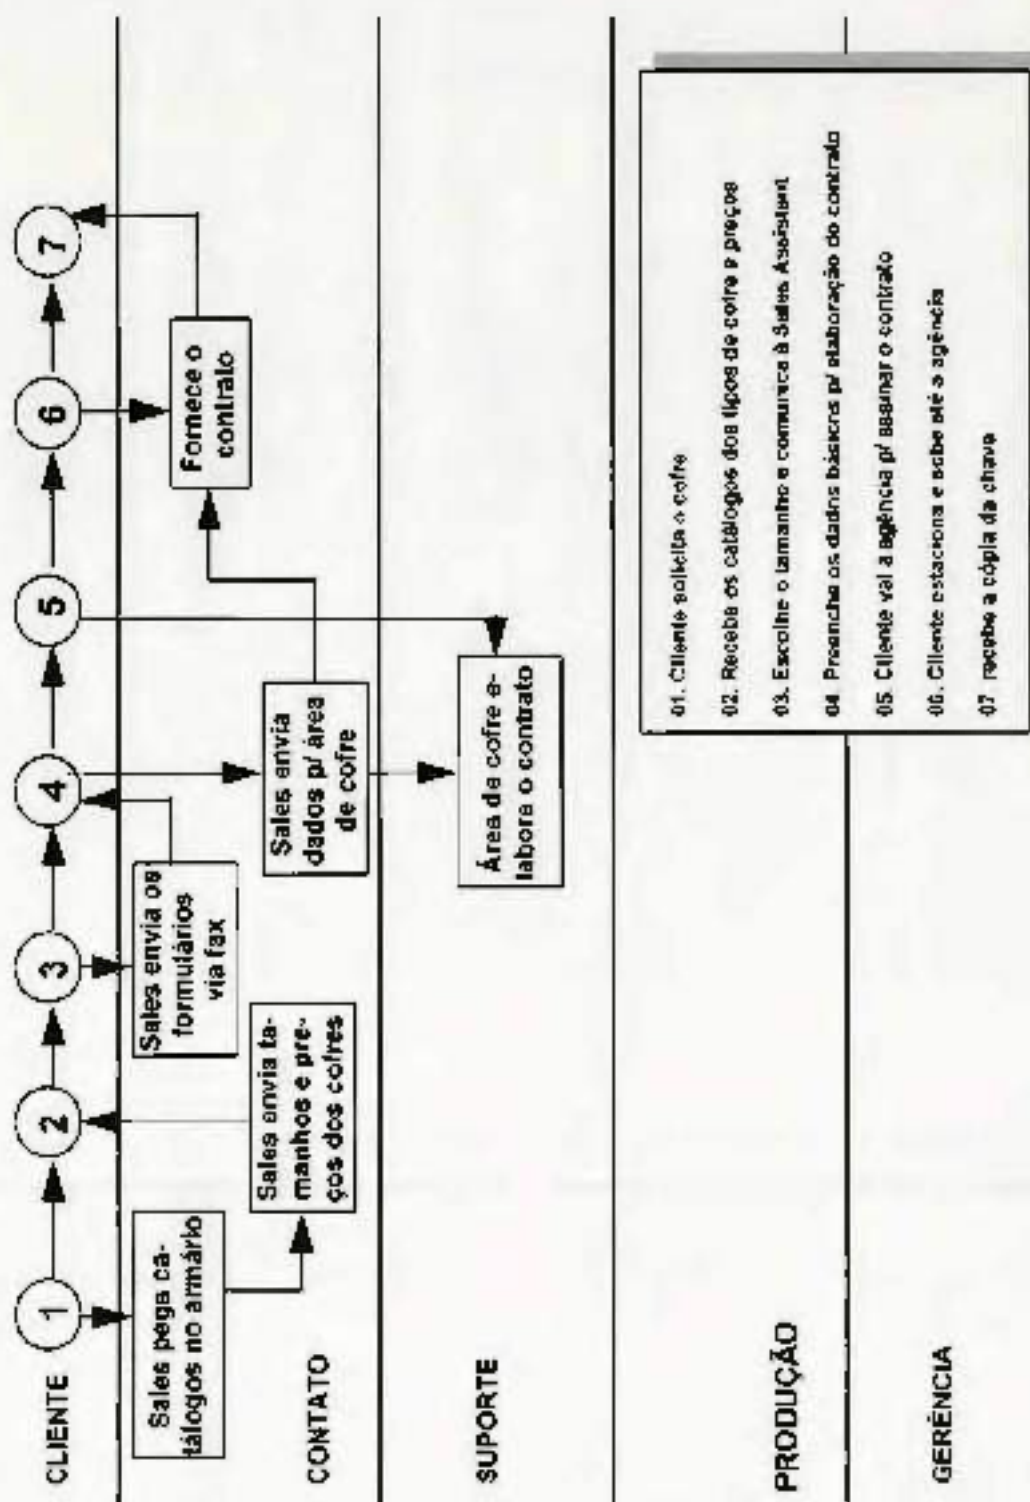 CLIENTE
1
2
3
4
5
6
7
Sales pega ca-
tálogos no armário
Sales envia ta-
manhos e pre-
ços dos cofres
Sales envia os
formulários
via fax
Sales envia
dados p/ área
de cofre
Fornece o
contrato
CONTATO
Área de cofre e-
labora o contrato
SUPORTE
PRODUÇÃO
GERÊNCIA
01. Cliente solicita o cofre
02. Recebe os catálogos dos tipos de cofre e preços
03. Escolhe o tamanho e comunica à Sales Assistant
04. Preenche os dados básicos p/ elaboração do contrato
05. Cliente vai a agência p/ assinar o contrato
06. Cliente estaciona e sobe até a agência
07 recebe a cópia da chave